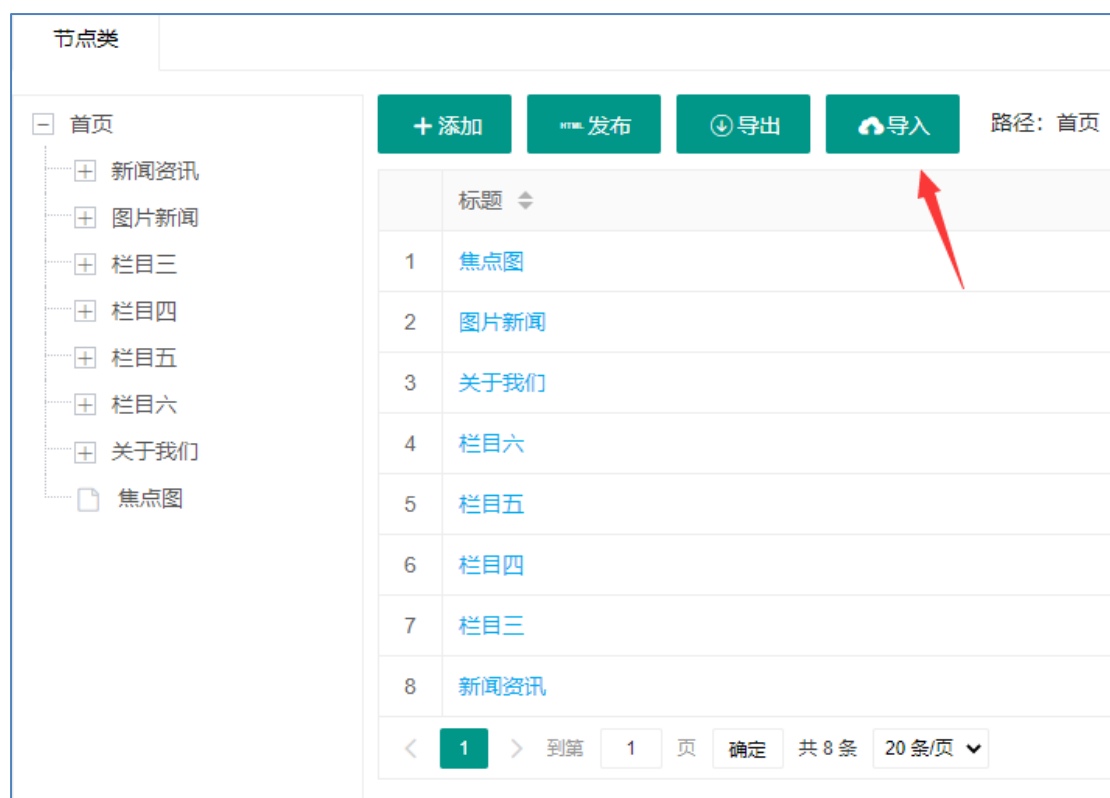 节点类
首页
新闻资讯
图片新闻
栏目三
栏目四
栏目五
栏目六
关于我们
焦点图
添加 HTML 发布 导出 导入 路径：首页
标题
1 焦点图
2 图片新闻
3 关于我们
4 栏目六
5 栏目五
6 栏目四
7 栏目三
8 新闻资讯
1 到第 1 页 确定 共 8 条 20 条/页